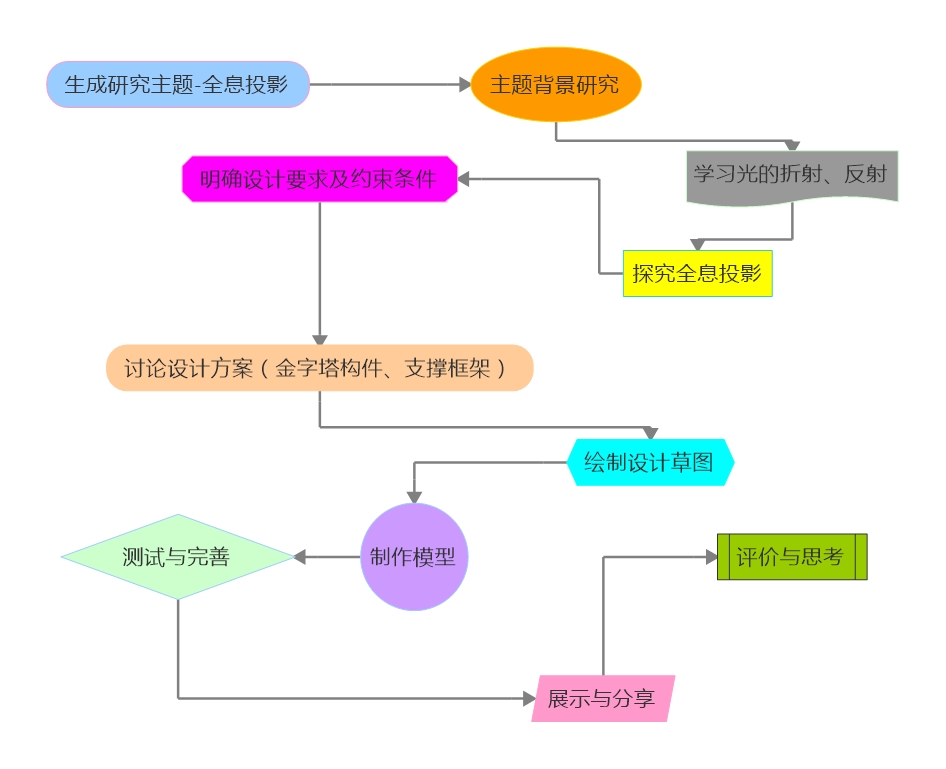 生成研究主题-全息投影
主题背景研究
学习光的折射、反射
明确设计要求及约束条件
探究全息投影
讨论设计方案（金字塔构件、支撑框架）
绘制设计草图
制作模型
测试与完善
评价与思考
展示与分享